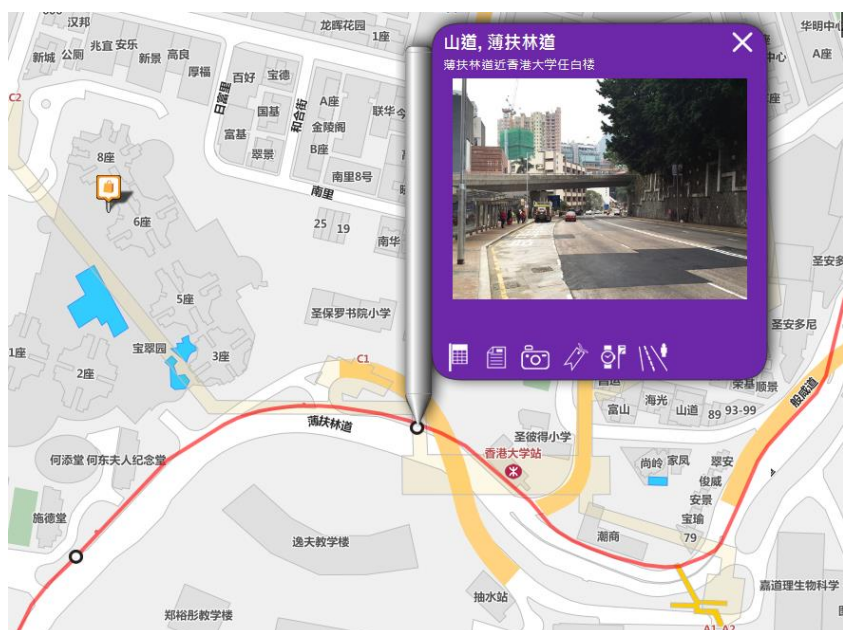 山道, 薄扶林道
薄扶林道近香港大学任白楼
汉邦
兆宜
安乐
新城
公厕
新景
高良
厚福
龙晖花园
1座
华明中心
A座
中心
百好
宝德
日富里
国基
富基
翠景
和合街
A座
金陵阁
B座
联华
南里8号
南里
25
19
南华
C2
8座
6座
5座
宝翠园
3座
1座
2座
圣保罗书院小学
C1
薄扶林道
圣安多尼
荣基
顺景
海光
富山
山道
89
93-99
般咸道
圣彼得小学
香港大学站
尚岭
家凤
翠安
俊威
安景
宝瑜
79
何添堂
何东夫人纪念堂
施德堂
逸夫教学楼
潮商
抽水站
嘉道理生物科学
郑裕彤教学楼
A1
A2